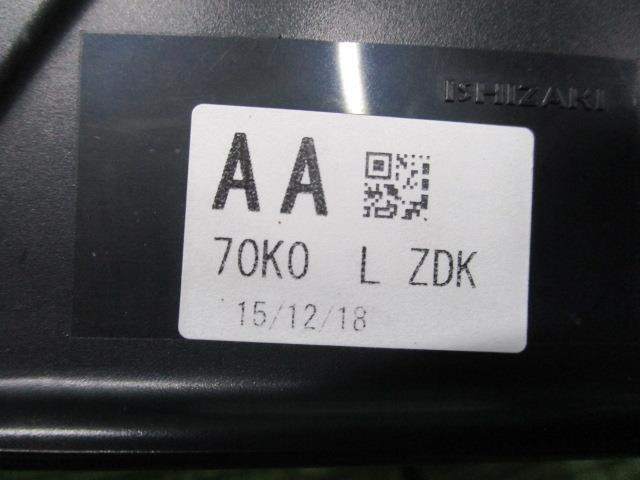 ISHIZAKI
AA
70K0 L ZDK
15/12/18